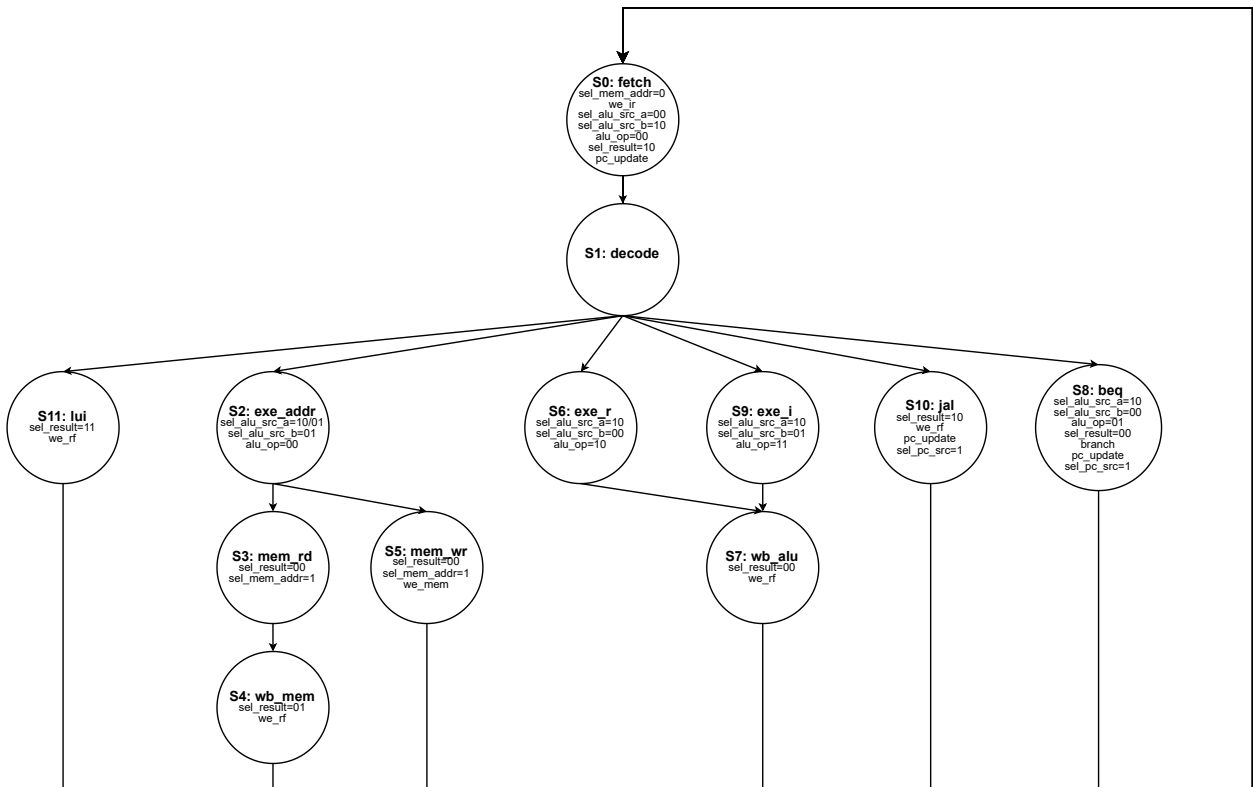 S0: fetch
sel_mem_addr=0
we_ir
sel_alu_src_a=00
sel_alu_src_b=10
alu_op=00
sel_result=10
pc_update
S1: decode
S11: lui
sel_result=11
we_rf
S2: exe_addr
sel_alu_src_a=10/01
sel_alu_src_b=01
alu_op=00
S6: exe_r
sel_alu_src_a=10
sel_alu_src_b=00
alu_op=10
S9: exe_i
sel_alu_src_a=10
sel_alu_src_b=01
alu_op=11
S10: jal
sel_result=10
we_rf
pc_update
sel_pc_src=1
S8: beq
sel_alu_src_a=10
sel_alu_src_b=00
alu_op=01
sel_result=00
branch
pc_update
sel_pc_src=1
S3: mem_rd
sel_result=00
sel_mem_addr=1
S5: mem_wr
sel_result=00
sel_mem_addr=1
we_mem
S7: wb_alu
sel_result=00
we_rf
S4: wb_mem
sel_result=01
we_rf